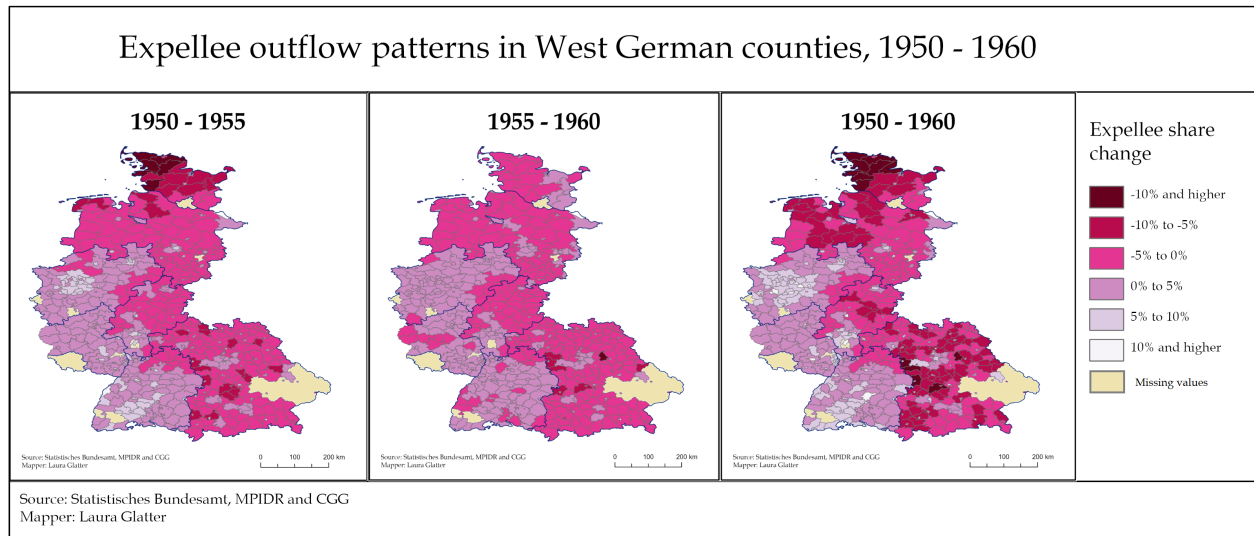 Expellee outflow patterns in West German counties, 1950 - 1960
1950 - 1955
Source: Statistisches Bundesamt, MPIDR and CGG
Mapper: Laura Glatter
0 200 km
1955 - 1960
Source: Statistisches Bundesamt, MPIDR and CGG
Mapper: Laura Glatter
0 100 200 km
1950 - 1960
Source: Statistisches Bundesamt, MPIDR and CGG
Mapper: Laura Glatter
0 100 200 km
Expellee share
change
-10% and higher
-10% to -5%
-5% to 0%
0% to 5%
5% to 10%
10% and higher
Missing values
Source: Statistisches Bundesamt, MPIDR and CGG
Mapper: Laura Glatter